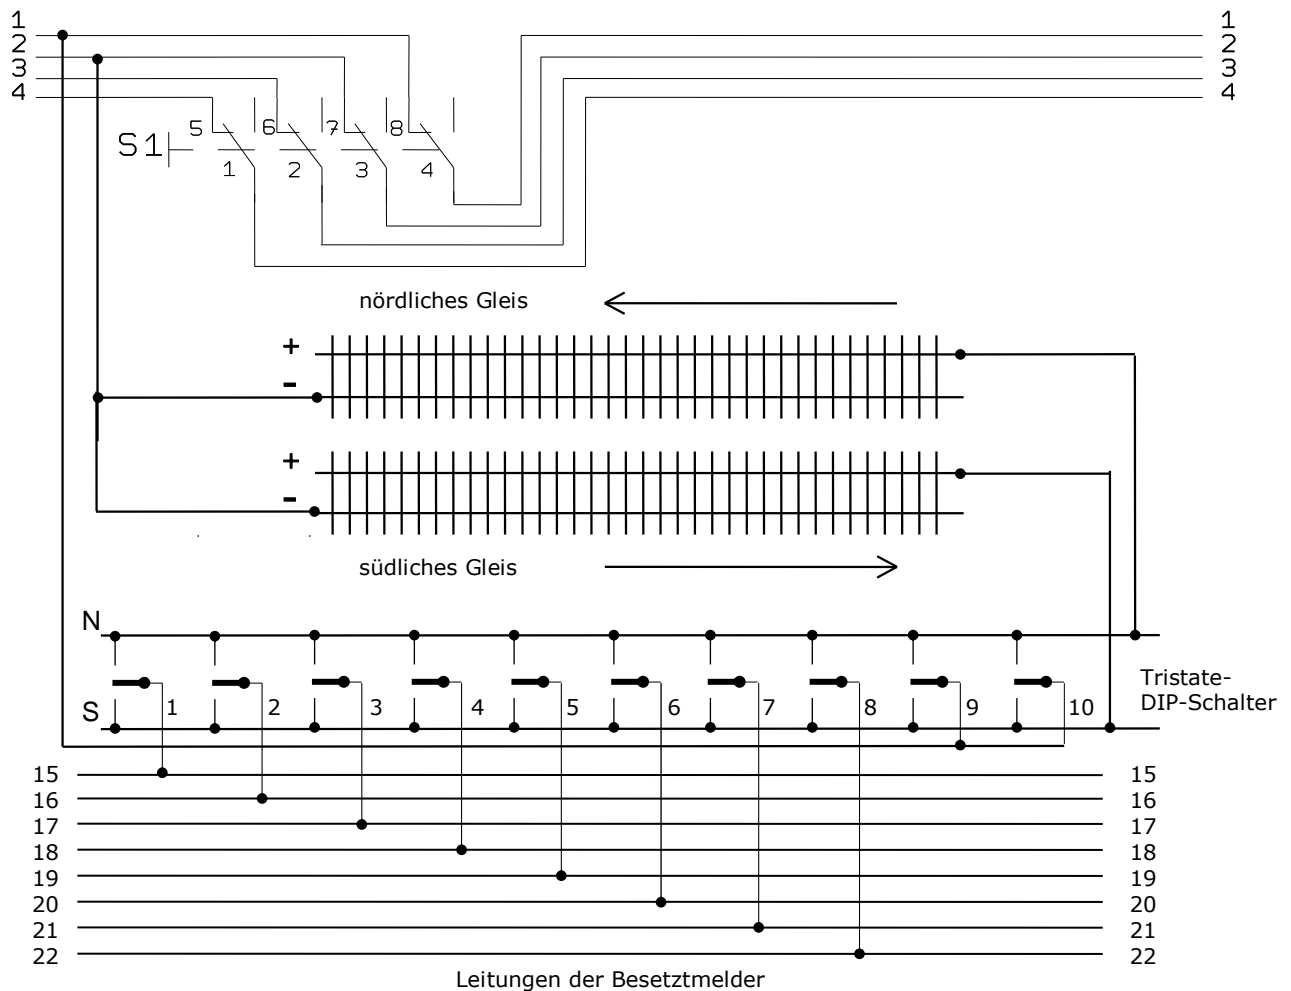 1
2
3
4
1
2
3
4
5 6 7 8
S1
1 2 3 4
nördliches Gleis
+
-
+
-
südliches Gleis
N
S
1 2 3 4 5 6 7 8 9 10
Tristate-
DIP-Schalter
15 15
16 16
17 17
18 18
19 19
20 20
21 21
22 22
Leitungen der Besetztmelder